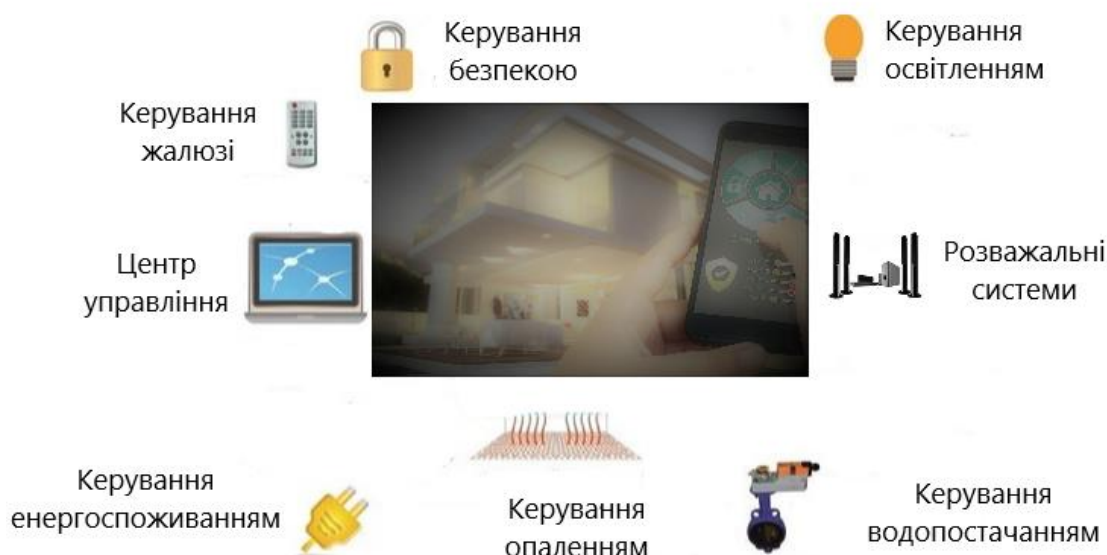 Керування
безпекою
Керування
освітленням
Керування
жалюзі
Центр
управління
Розважальні
системи
Керування
енергоспоживанням
Керування
опаленням
Керування
водопостачанням